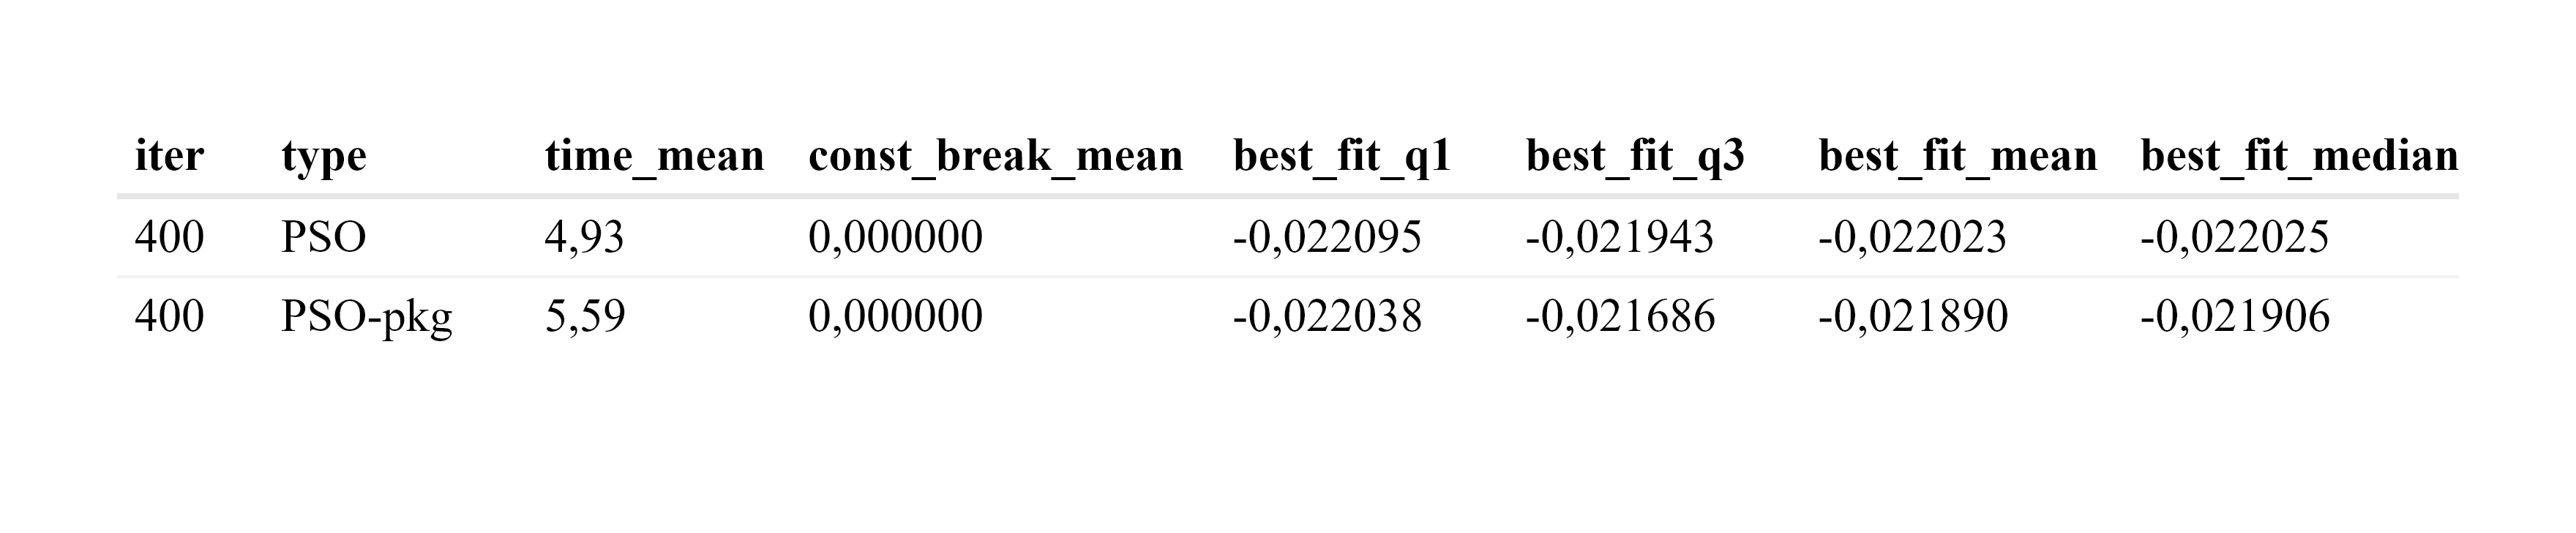 iter type time_mean const_break_mean best_fit_q1 best_fit_q3 best_fit_mean best_fit_median
400 PSO 4,93 0,000000 -0,022095 -0,021943 -0,022023 -0,022025
400 PSO-pkg 5,59 0,000000 -0,022038 -0,021686 -0,021890 -0,021906